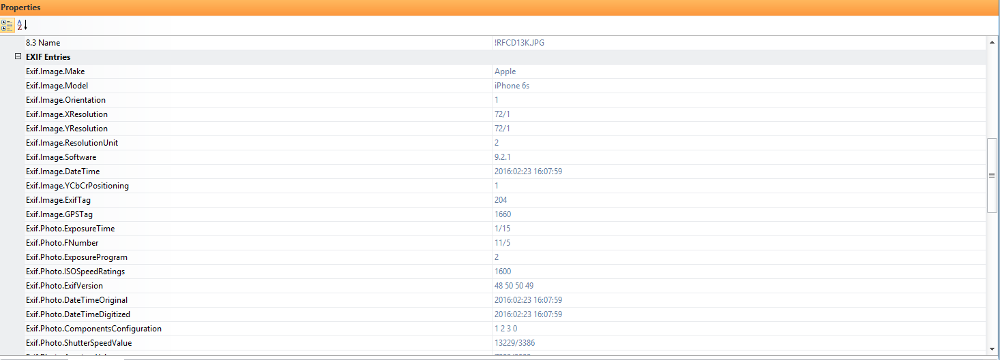 Properties
8.3 Name !RFCD13K.JPG
EXIF Entries
Exif.Image.Make Apple
Exif.Image.Model iPhone 6s
Exif.Image.Orientation 1
Exif.Image.XResolution 72/1
Exif.Image.YResolution 72/1
Exif.Image.ResolutionUnit 2
Exif.Image.Software 9.2.1
Exif.Image.DateTime 2016:02:23 16:07:59
Exif.Image.YCbCrPositioning 1
Exif.Image.ExifTag 204
Exif.Image.GPSTag 1660
Exif.Photo.ExposureTime 1/15
Exif.Photo.FNumber 11/5
Exif.Photo.ExposureProgram 2
Exif.Photo.ISOSpeedRatings 1600
Exif.Photo.ExifVersion 48 50 50 49
Exif.Photo.DateTimeOriginal 2016:02:23 16:07:59
Exif.Photo.DateTimeDigitized 2016:02:23 16:07:59
Exif.Photo.ComponentsConfiguration 1 2 3 0
Exif.Photo.ShutterSpeedValue 13229/3386